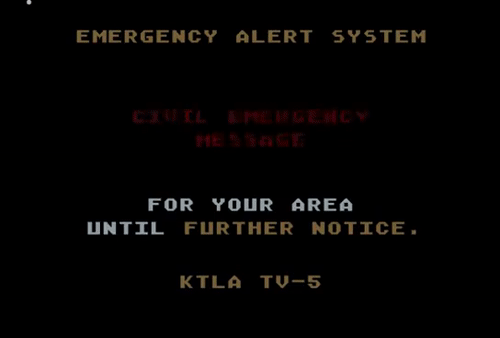 EMERGENCY ALERT SYSTEM
CIVIL EMERGENCY
MESSAGE
FOR YOUR AREA
UNTIL FURTHER NOTICE.
KTLA TV-5